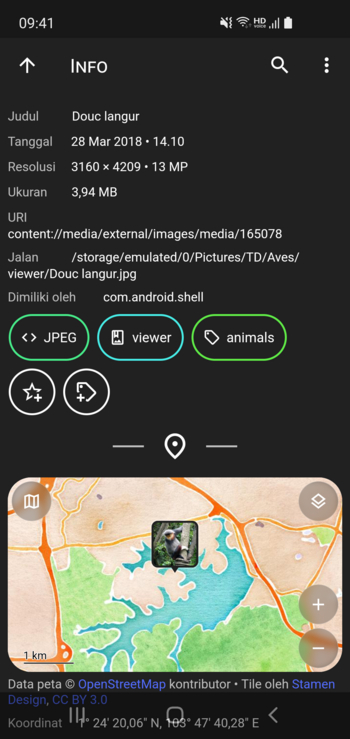 09:41
HD
VOICE
INFO
Judul Douc langur
Tanggal 28 Mar 2018 • 14.10
Resolusi 3160 × 4209 • 13 MP
Ukuran 3,94 MB
URI
content://media/external/images/media/165078
Jalan /storage/emulated/0/Pictures/TD/Aves/
viewer/Douc langur.jpg
Dimiliki oleh com.android.shell
JPEG viewer animals
1 km
Data peta © OpenStreetMap kontributor • Tile oleh Stamen
Design, CC BY 3.0
Koordinat 1° 24′ 20,06″ N, 103° 47′ 40,28″ E